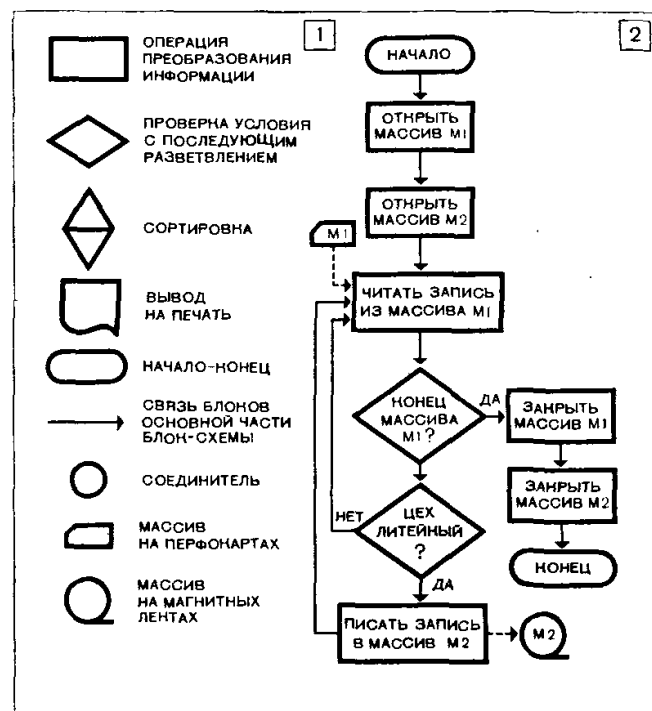 1
ОПЕРАЦИЯ
ПРЕОБРАЗОВАНИЯ
ИНФОРМАЦИИ
ПРОВЕРКА УСЛОВИЯ
С ПОСЛЕДУЮЩИМ
РАЗВЕТВЛЕНИЕМ
СОРТИРОВКА
ВЫВОД
НА ПЕЧАТЬ
НАЧАЛО-КОНЕЦ
СВЯЗЬ БЛОКОВ
ОСНОВНОЙ ЧАСТИ
БЛОК-СХЕМЫ
СОЕДИНИТЕЛЬ
МАССИВ
НА ПЕРФОКАРТАХ
МАССИВ
НА МАГНИТНЫХ
ЛЕНТАХ
2
НАЧАЛО
ОТКРЫТЬ
МАССИВ М1
ОТКРЫТЬ
МАССИВ М2
М1
ЧИТАТЬ ЗАПИСЬ
ИЗ МАССИВА М1
КОНЕЦ
МАССИВА
М1?
ДА
ЗАКРЫТЬ
МАССИВ М1
ЗАКРЫТЬ
МАССИВ М2
КОНЕЦ
НЕТ
ЦЕХ
ЛИТЕЙНЫЙ
?
ДА
ПИСАТЬ ЗАПИСЬ
В МАССИВ М2
М2